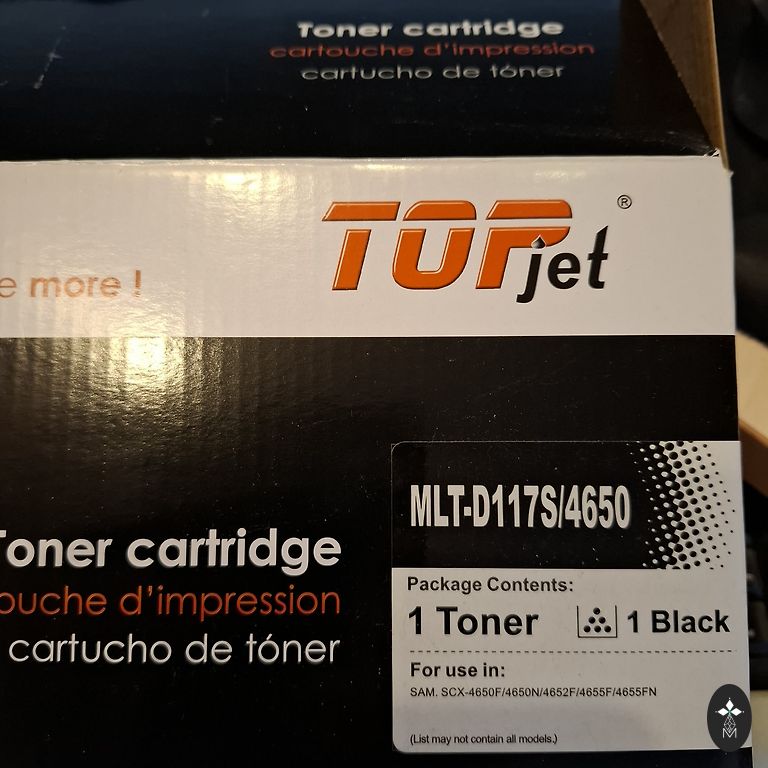 Toner cartridge
cartouche d'impression
cartucho de tóner
TOPjet®
e more !
MLT-D117S/4650
Package Contents:
1 Toner 1 Black
For use in:
SAM. SCX-4650F/4650N/4652F/4655F/4655FN
(List may not contain all models.)
Toner cartridge
ouche d'impression
cartucho de tóner